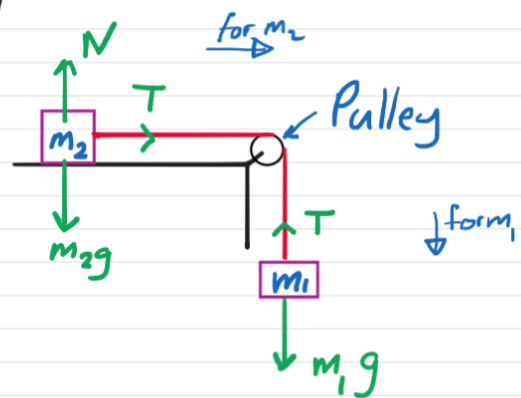 for m₂
N
T
Pulley
m₂
T
for m₁
m₂g
m₁
m₁g